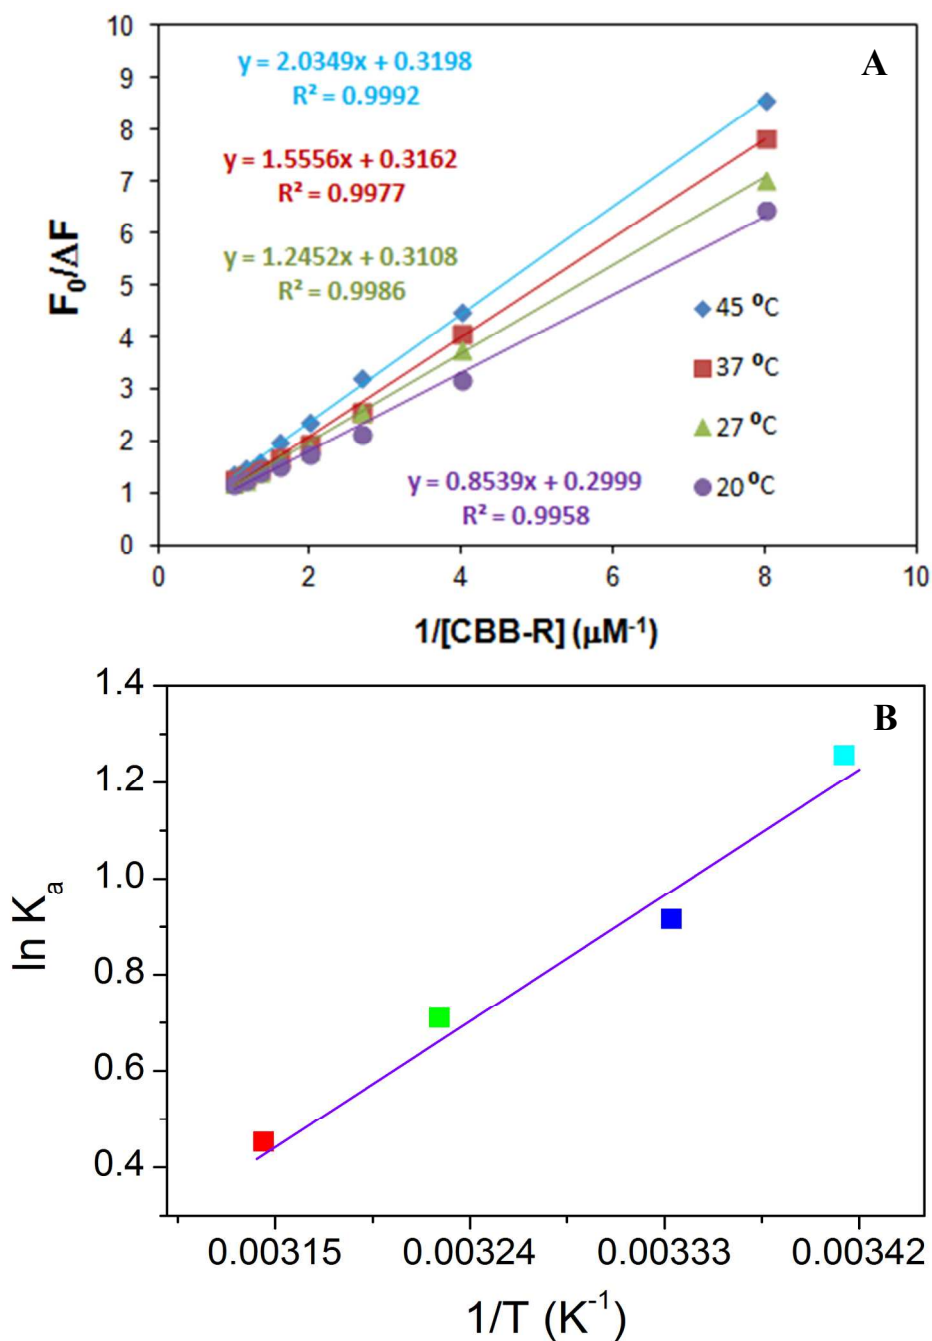 A
y = 2.0349x + 0.3198
R² = 0.9992
y = 1.5556x + 0.3162
R² = 0.9977
y = 1.2452x + 0.3108
R² = 0.9986
y = 0.8539x + 0.2999
R² = 0.9958
45 ⁰C
37 ⁰C
27 ⁰C
20 ⁰C
10
9
8
7
6
5
4
3
2
1
0
F₀/ΔF
0 2 4 6 8 10
1/[CBB-R] (μM⁻¹)
B
1.4
1.2
1.0
0.8
0.6
0.4
ln Kₐ
0.00315 0.00324 0.00333 0.00342
1/T (K⁻¹)